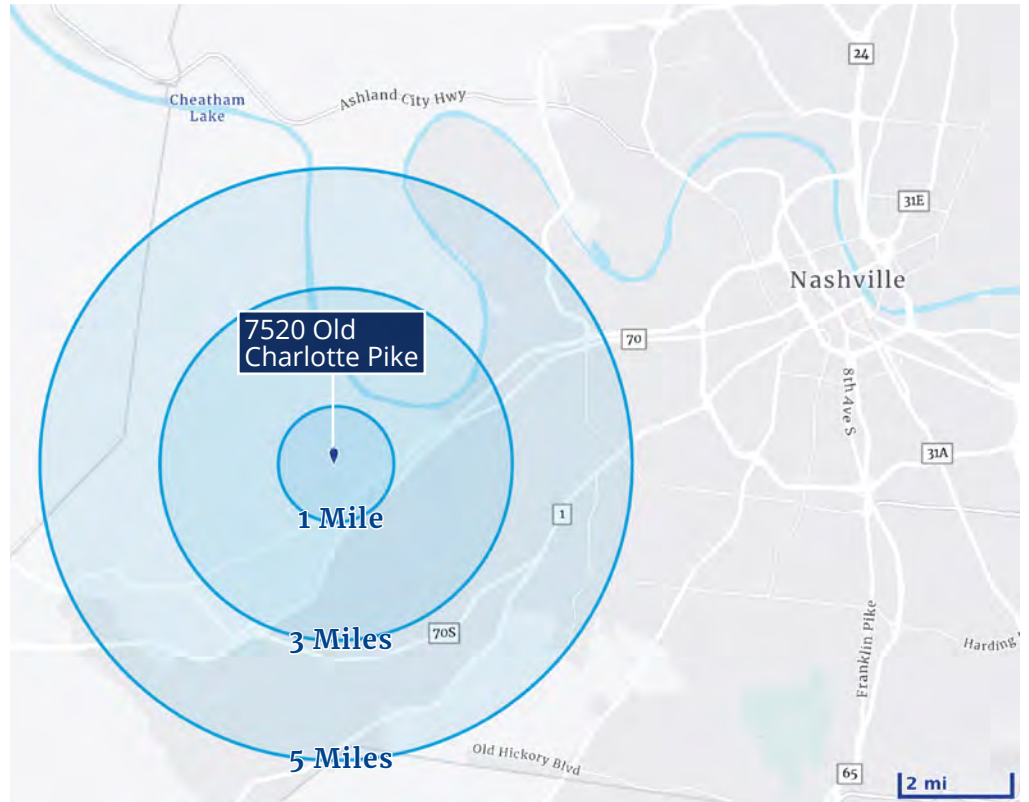 24
Cheatham
Lake
Ashland City Hwy
31E
Nashville
7520 Old
Charlotte Pike
70
8th Ave S
31A
1 Mile
1
3 Miles
70S
Franklin Pike
Harding
5 Miles
Old Hickory Blvd
65
2 mi